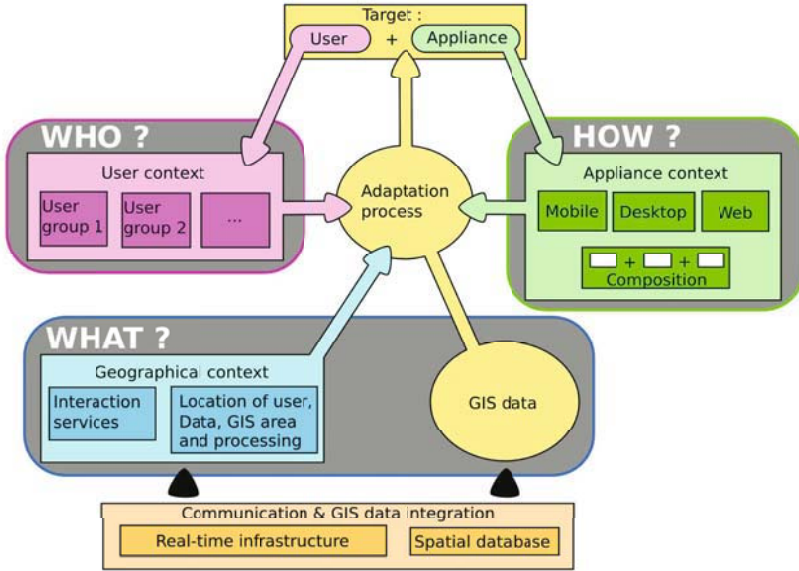 Target :
User + Appliance
WHO ?
User context
User
group 1
User
group 2
...
Adaptation
process
HOW ?
Appliance context
Mobile
Desktop
Web
+ +
Composition
WHAT ?
Geographical context
Interaction
services
Location of user,
Data, GIS area
and processing
GIS data
Communication & GIS data integration
Real-time infrastructure
Spatial database